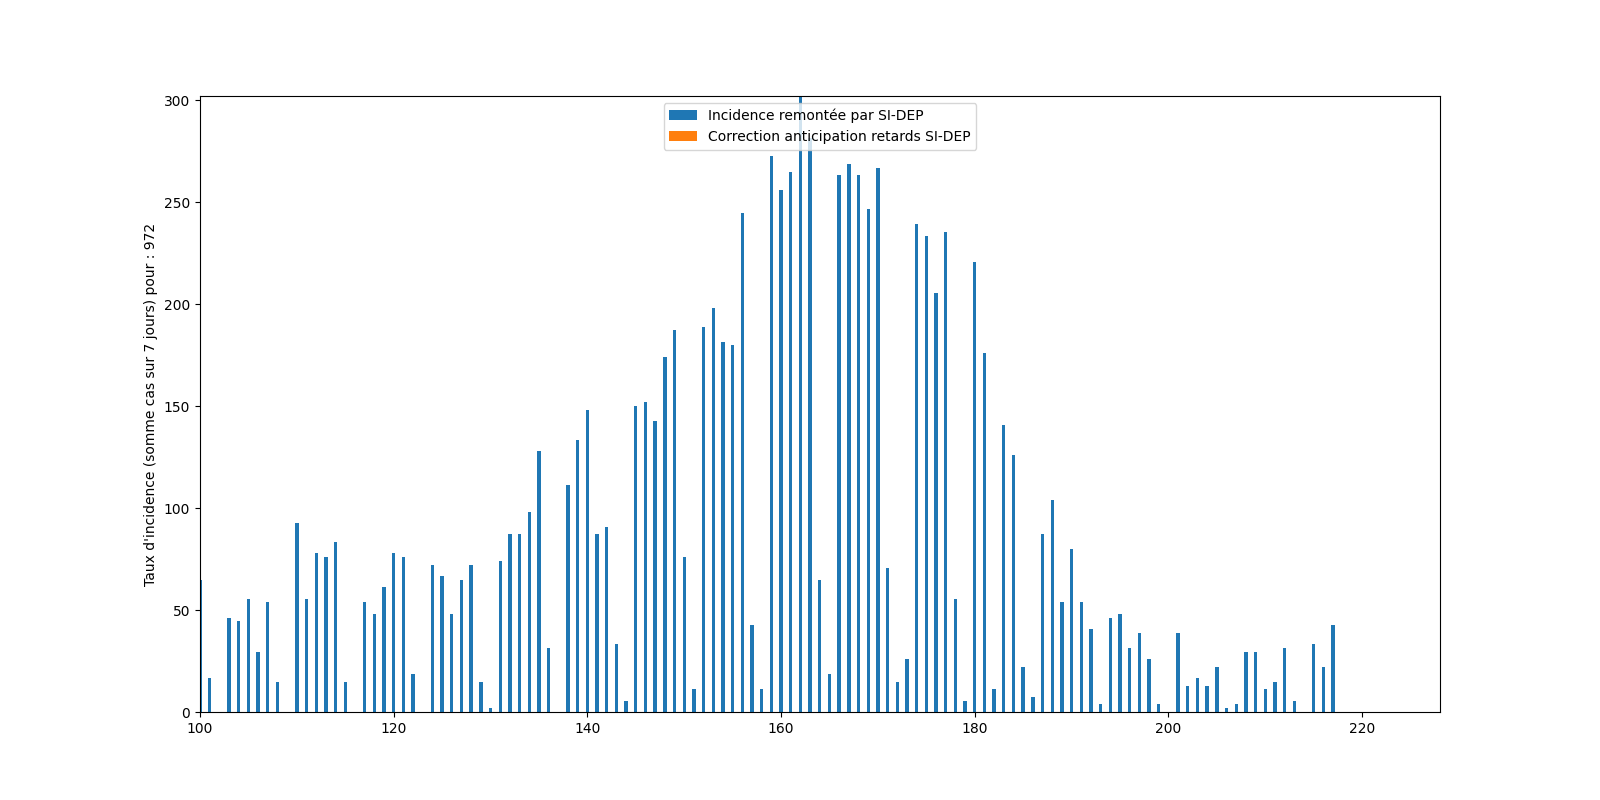 Incidence remontée par SI-DEP
Correction anticipation retards SI-DEP
Taux d'incidence (somme cas sur 7 jours) pour : 972
300
250
200
150
100
50
0
100 120 140 160 180 200 220